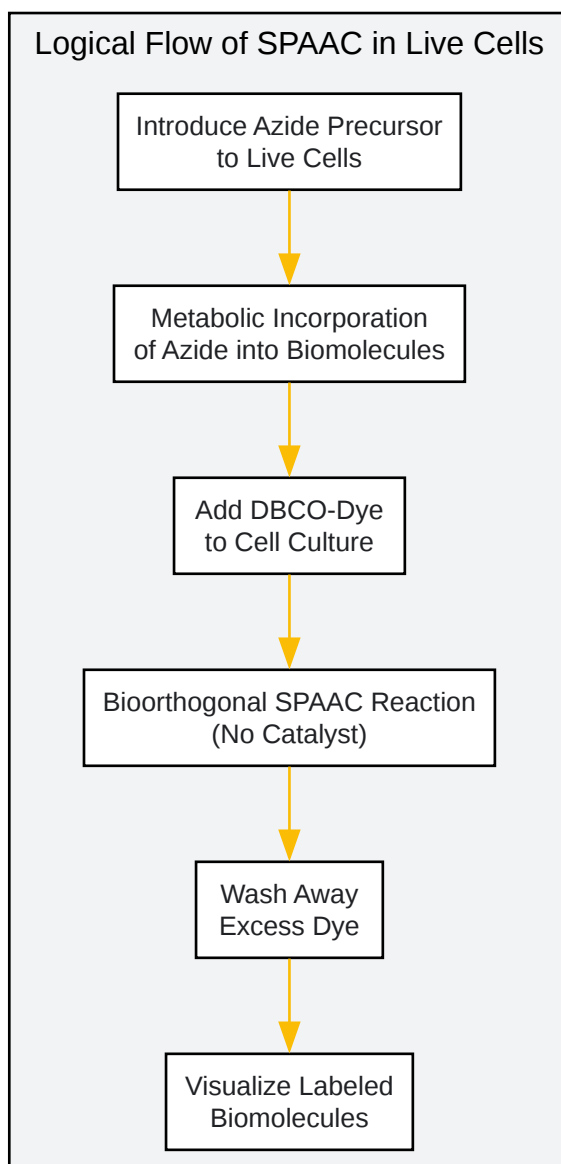 Logical Flow of SPAAC in Live Cells
Introduce Azide Precursor
to Live Cells
Metabolic Incorporation
of Azide into Biomolecules
Add DBCO-Dye
to Cell Culture
Bioorthogonal SPAAC Reaction
(No Catalyst)
Wash Away
Excess Dye
Visualize Labeled
Biomolecules